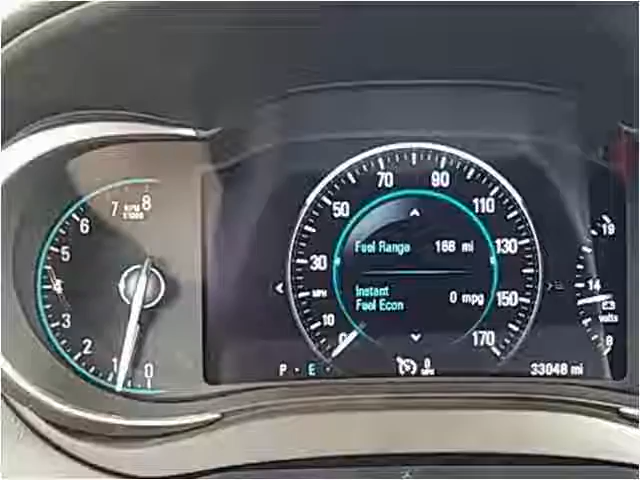 7 RPM 8
x1000
6
5
4
3
2
1
0
70 90
50 110
30 130
MPH 150
10 170
0
Fuel Range 168 mi
Instant
Fuel Econ 0 mpg
P · E ·
0
MPH
33048 mi
19
14
volts
8